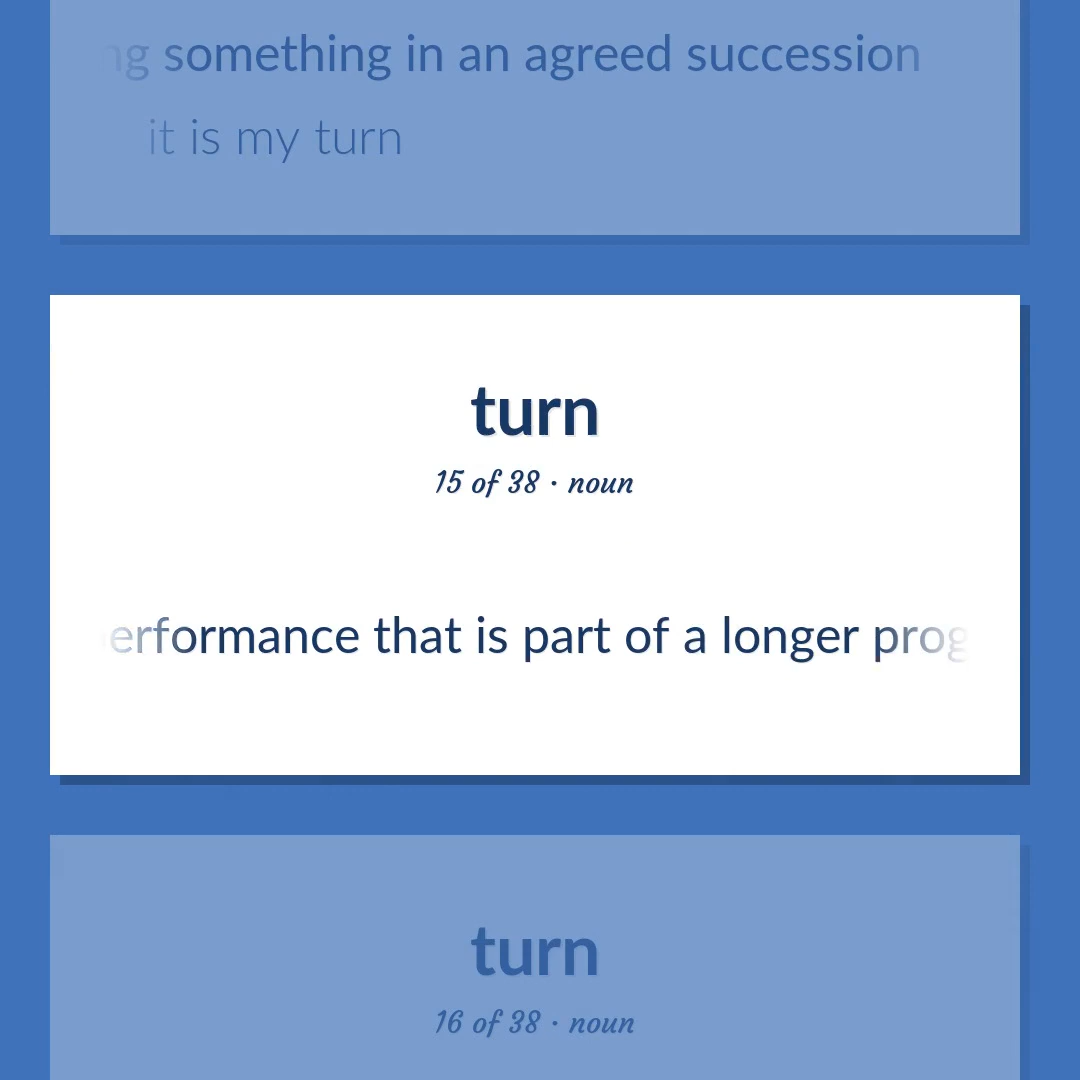 something in an agreed succession
it is my turn
turn
15 of 38 · noun
erformance that is part of a longer prog
turn
16 of 38 · noun